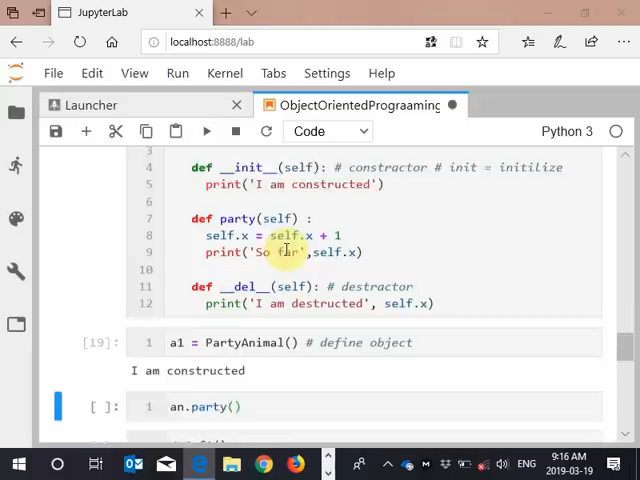 JupyterLab
localhost:8888/lab
File Edit View Run Kernel Tabs Settings Help
Launcher ObjectOrientedPrograaming
Code Python 3
3
4 def __init__(self): # constractor # init = initilize
5 print('I am constructed')
6
7 def party(self) :
8 self.x = self.x + 1
9 print('So far',self.x)
10
11 def __del__(self): # destractor
12 print('I am destructed', self.x)
[19]: 1 a1 = PartyAnimal() # define object
I am constructed
[ ]: 1 an.party()
ENG 9:16 AM
2019-03-19